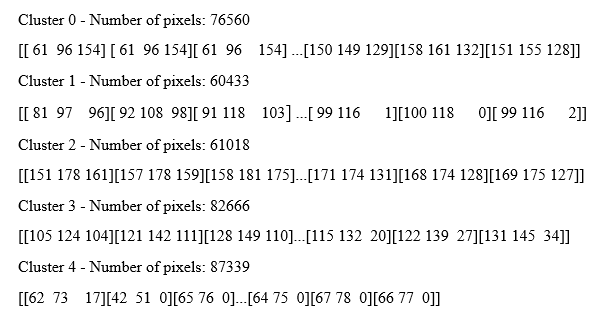 Cluster 0 - Number of pixels: 76560
[[ 61  96 154] [ 61  96 154][ 61  96    154] ...[150 149 129][158 161 132][151 155 128]]
Cluster 1 - Number of pixels: 60433
[[ 81  97    96][ 92 108  98][ 91 118    103] ...[ 99 116      1][100 118      0][ 99 116      2]]
Cluster 2 - Number of pixels: 61018
[[151 178 161][157 178 159][158 181 175]...[171 174 131][168 174 128][169 175 127]]
Cluster 3 - Number of pixels: 82666
[[105 124 104][121 142 111][128 149 110]...[115 132  20][122 139  27][131 145  34]]
Cluster 4 - Number of pixels: 87339
[[62  73    17][42  51  0][65 76  0]...[64 75  0][67 78  0][66 77  0]]